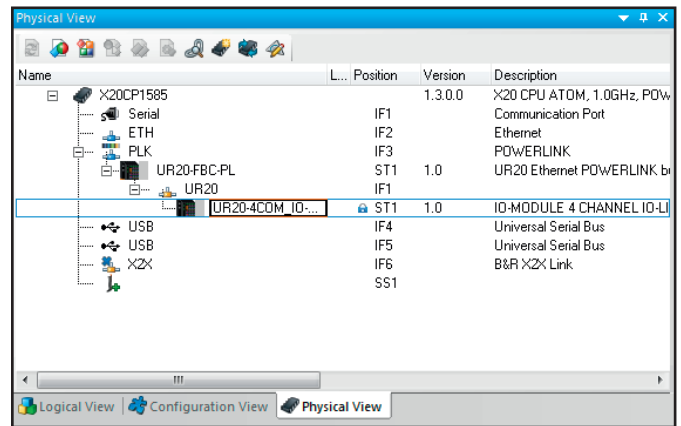 Physical View
Name L... Position Version Description
X20CP1585 1.3.0.0 X20 CPU ATOM, 1.0GHz, POW
Serial IF1 Communication Port
ETH IF2 Ethernet
PLK IF3 POWERLINK
UR20-FBC-PL ST1 1.0 UR20 Ethernet POWERLINK b
UR20 IF1
UR20-4COM_IO-... ST1 1.0 IO-MODULE 4 CHANNEL IO-LI
USB IF4 Universal Serial Bus
USB IF5 Universal Serial Bus
X2X IF6 B&R X2X Link
SS1
Logical View Configuration View Physical View